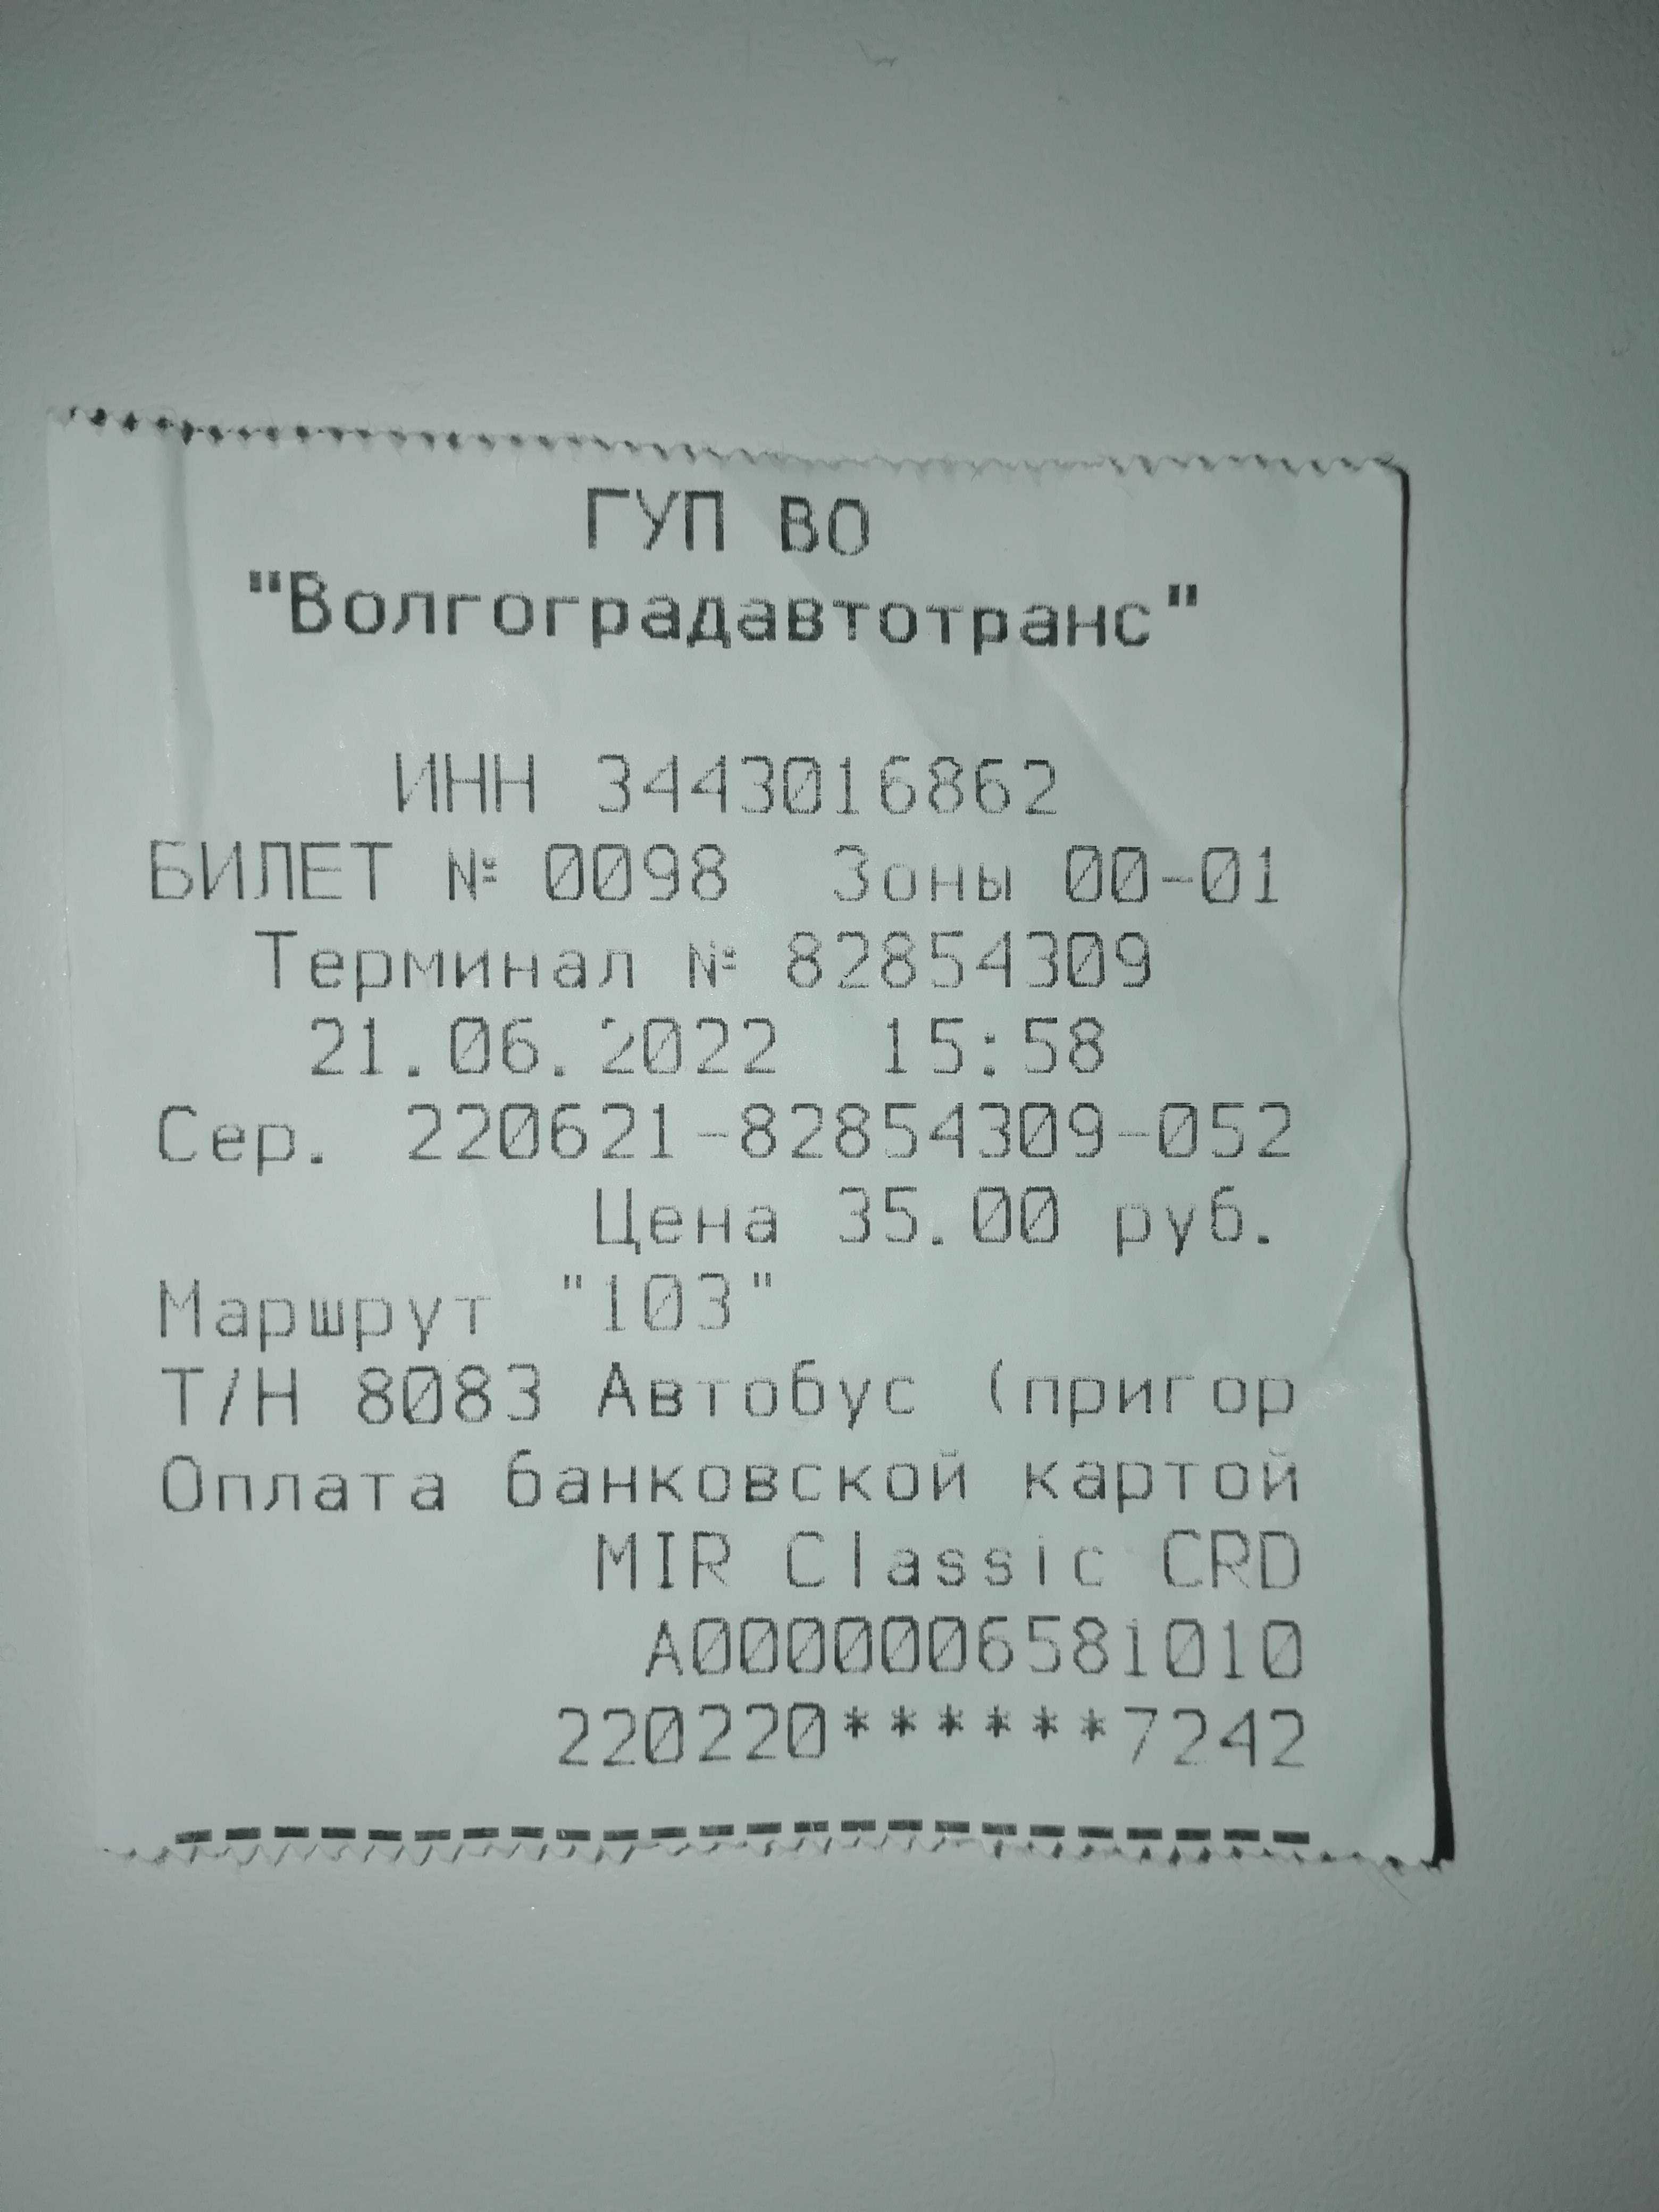 ГУП ВО
"Волгоградавтотранс"
ИНН 3443016862
БИЛЕТ № 0098 Зоны 00-01
Терминал № 82854309
21.06.2022 15:58
Сер. 220621-82854309-052
Цена 35.00 руб.
Маршрут "103"
Т/Н 8083 Автобус (пригор
Оплата банковской картой
MIR Classic CRD
A0000006581010
220220******7242